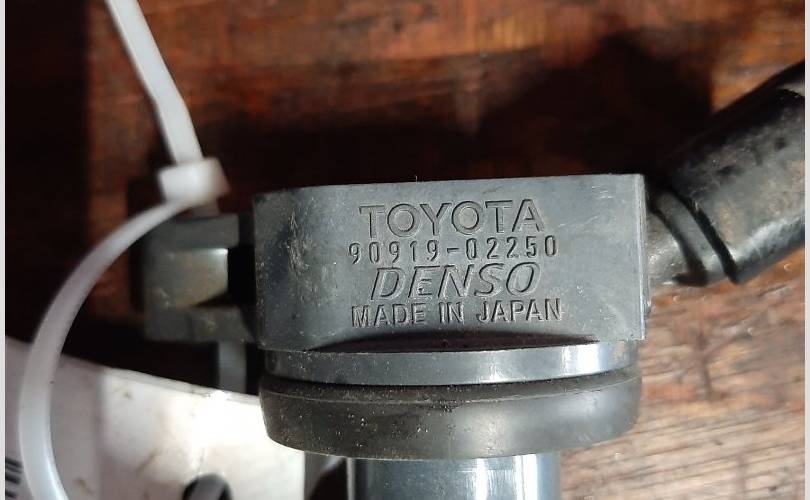 TOYOTA
90919-02250
DENSO
MADE IN JAPAN